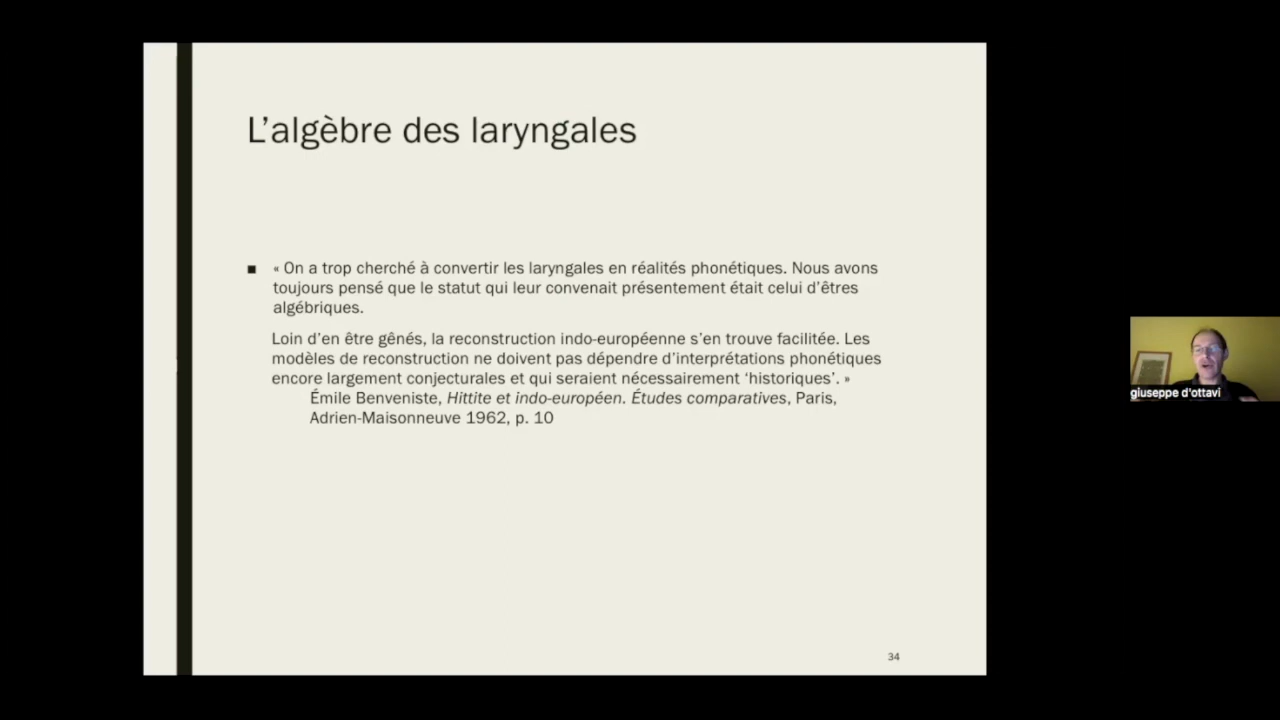 L'algèbre des laryngales
■ « On a trop cherché à convertir les laryngales en réalités phonétiques. Nous avons
toujours pensé que le statut qui leur convenait présentement était celui d'êtres
algébriques.
Loin d'en être gênés, la reconstruction indo-européenne s'en trouve facilitée. Les
modèles de reconstruction ne doivent pas dépendre d'interprétations phonétiques
encore largement conjecturales et qui seraient nécessairement 'historiques'. »
Émile Benveniste, Hittite et indo-européen. Études comparatives, Paris,
Adrien-Maisonneuve 1962, p. 10
34
giuseppe d'ottavi